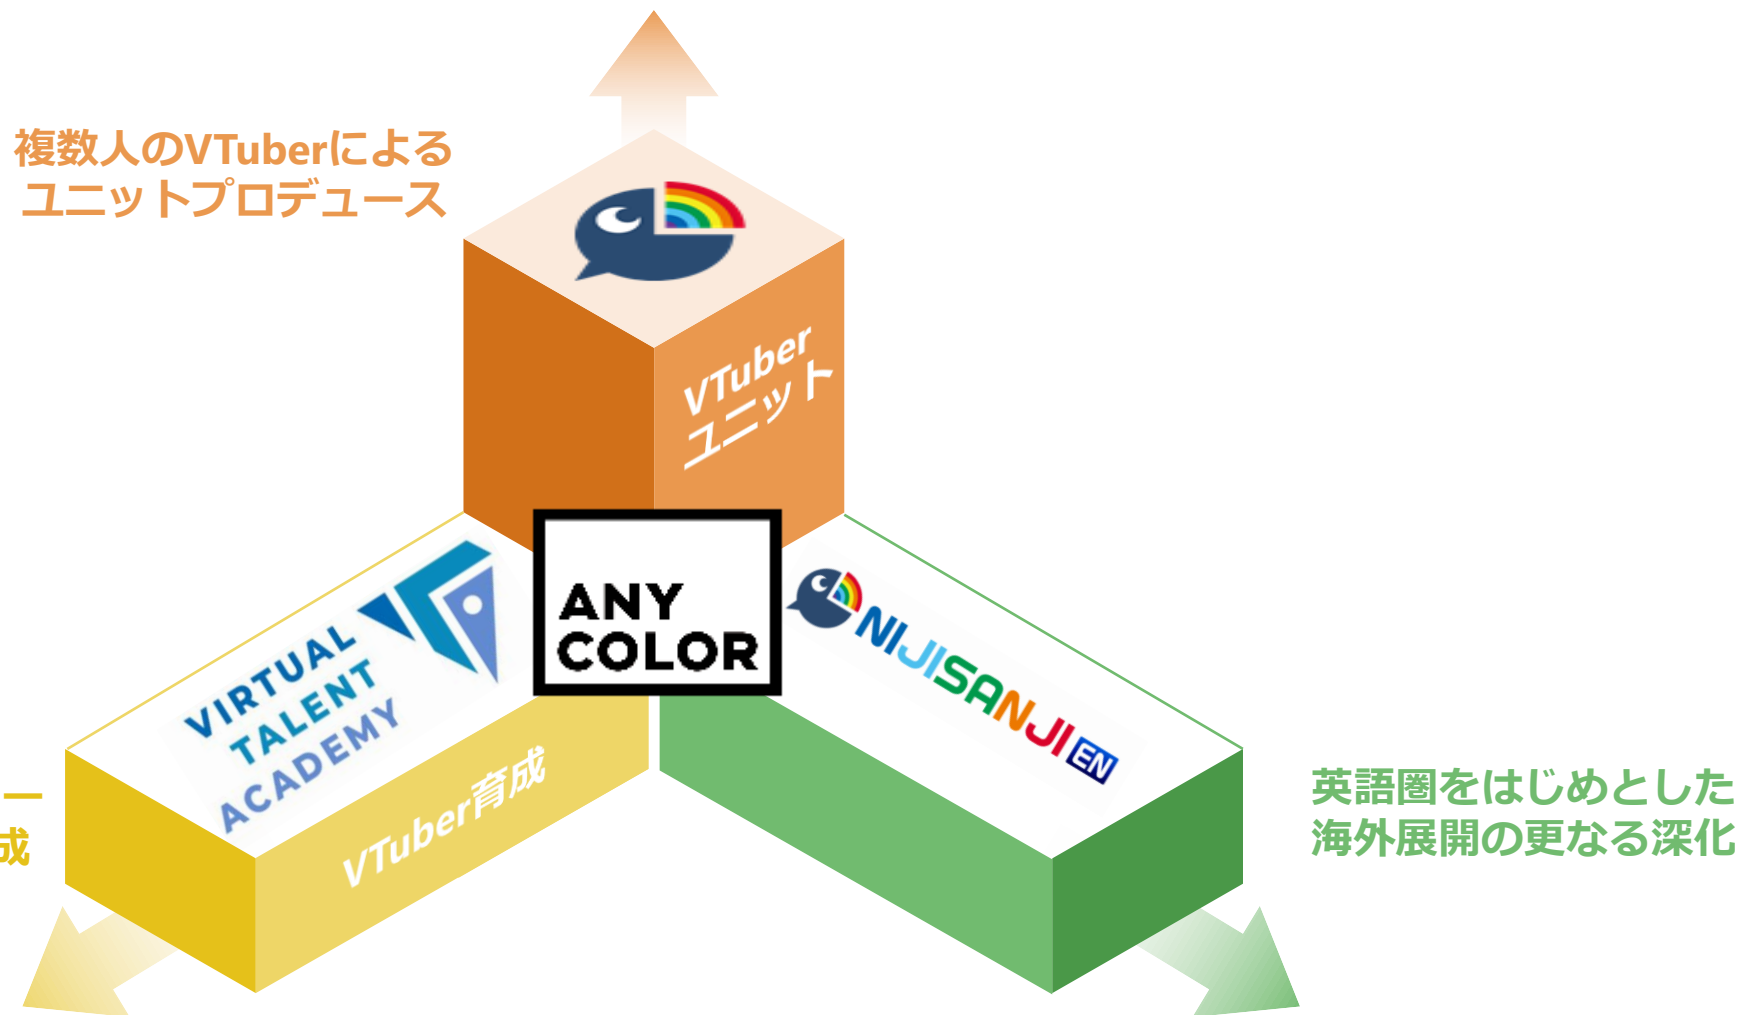 複数人のVTuberによる
ユニットプロデュース
VTuber
ユニット
ANY
COLOR
VIRTUAL
TALENT
ACADEMY
VTuber育成
NIJISANJI EN
ー
成
英語圏をはじめとした
海外展開の更なる深化